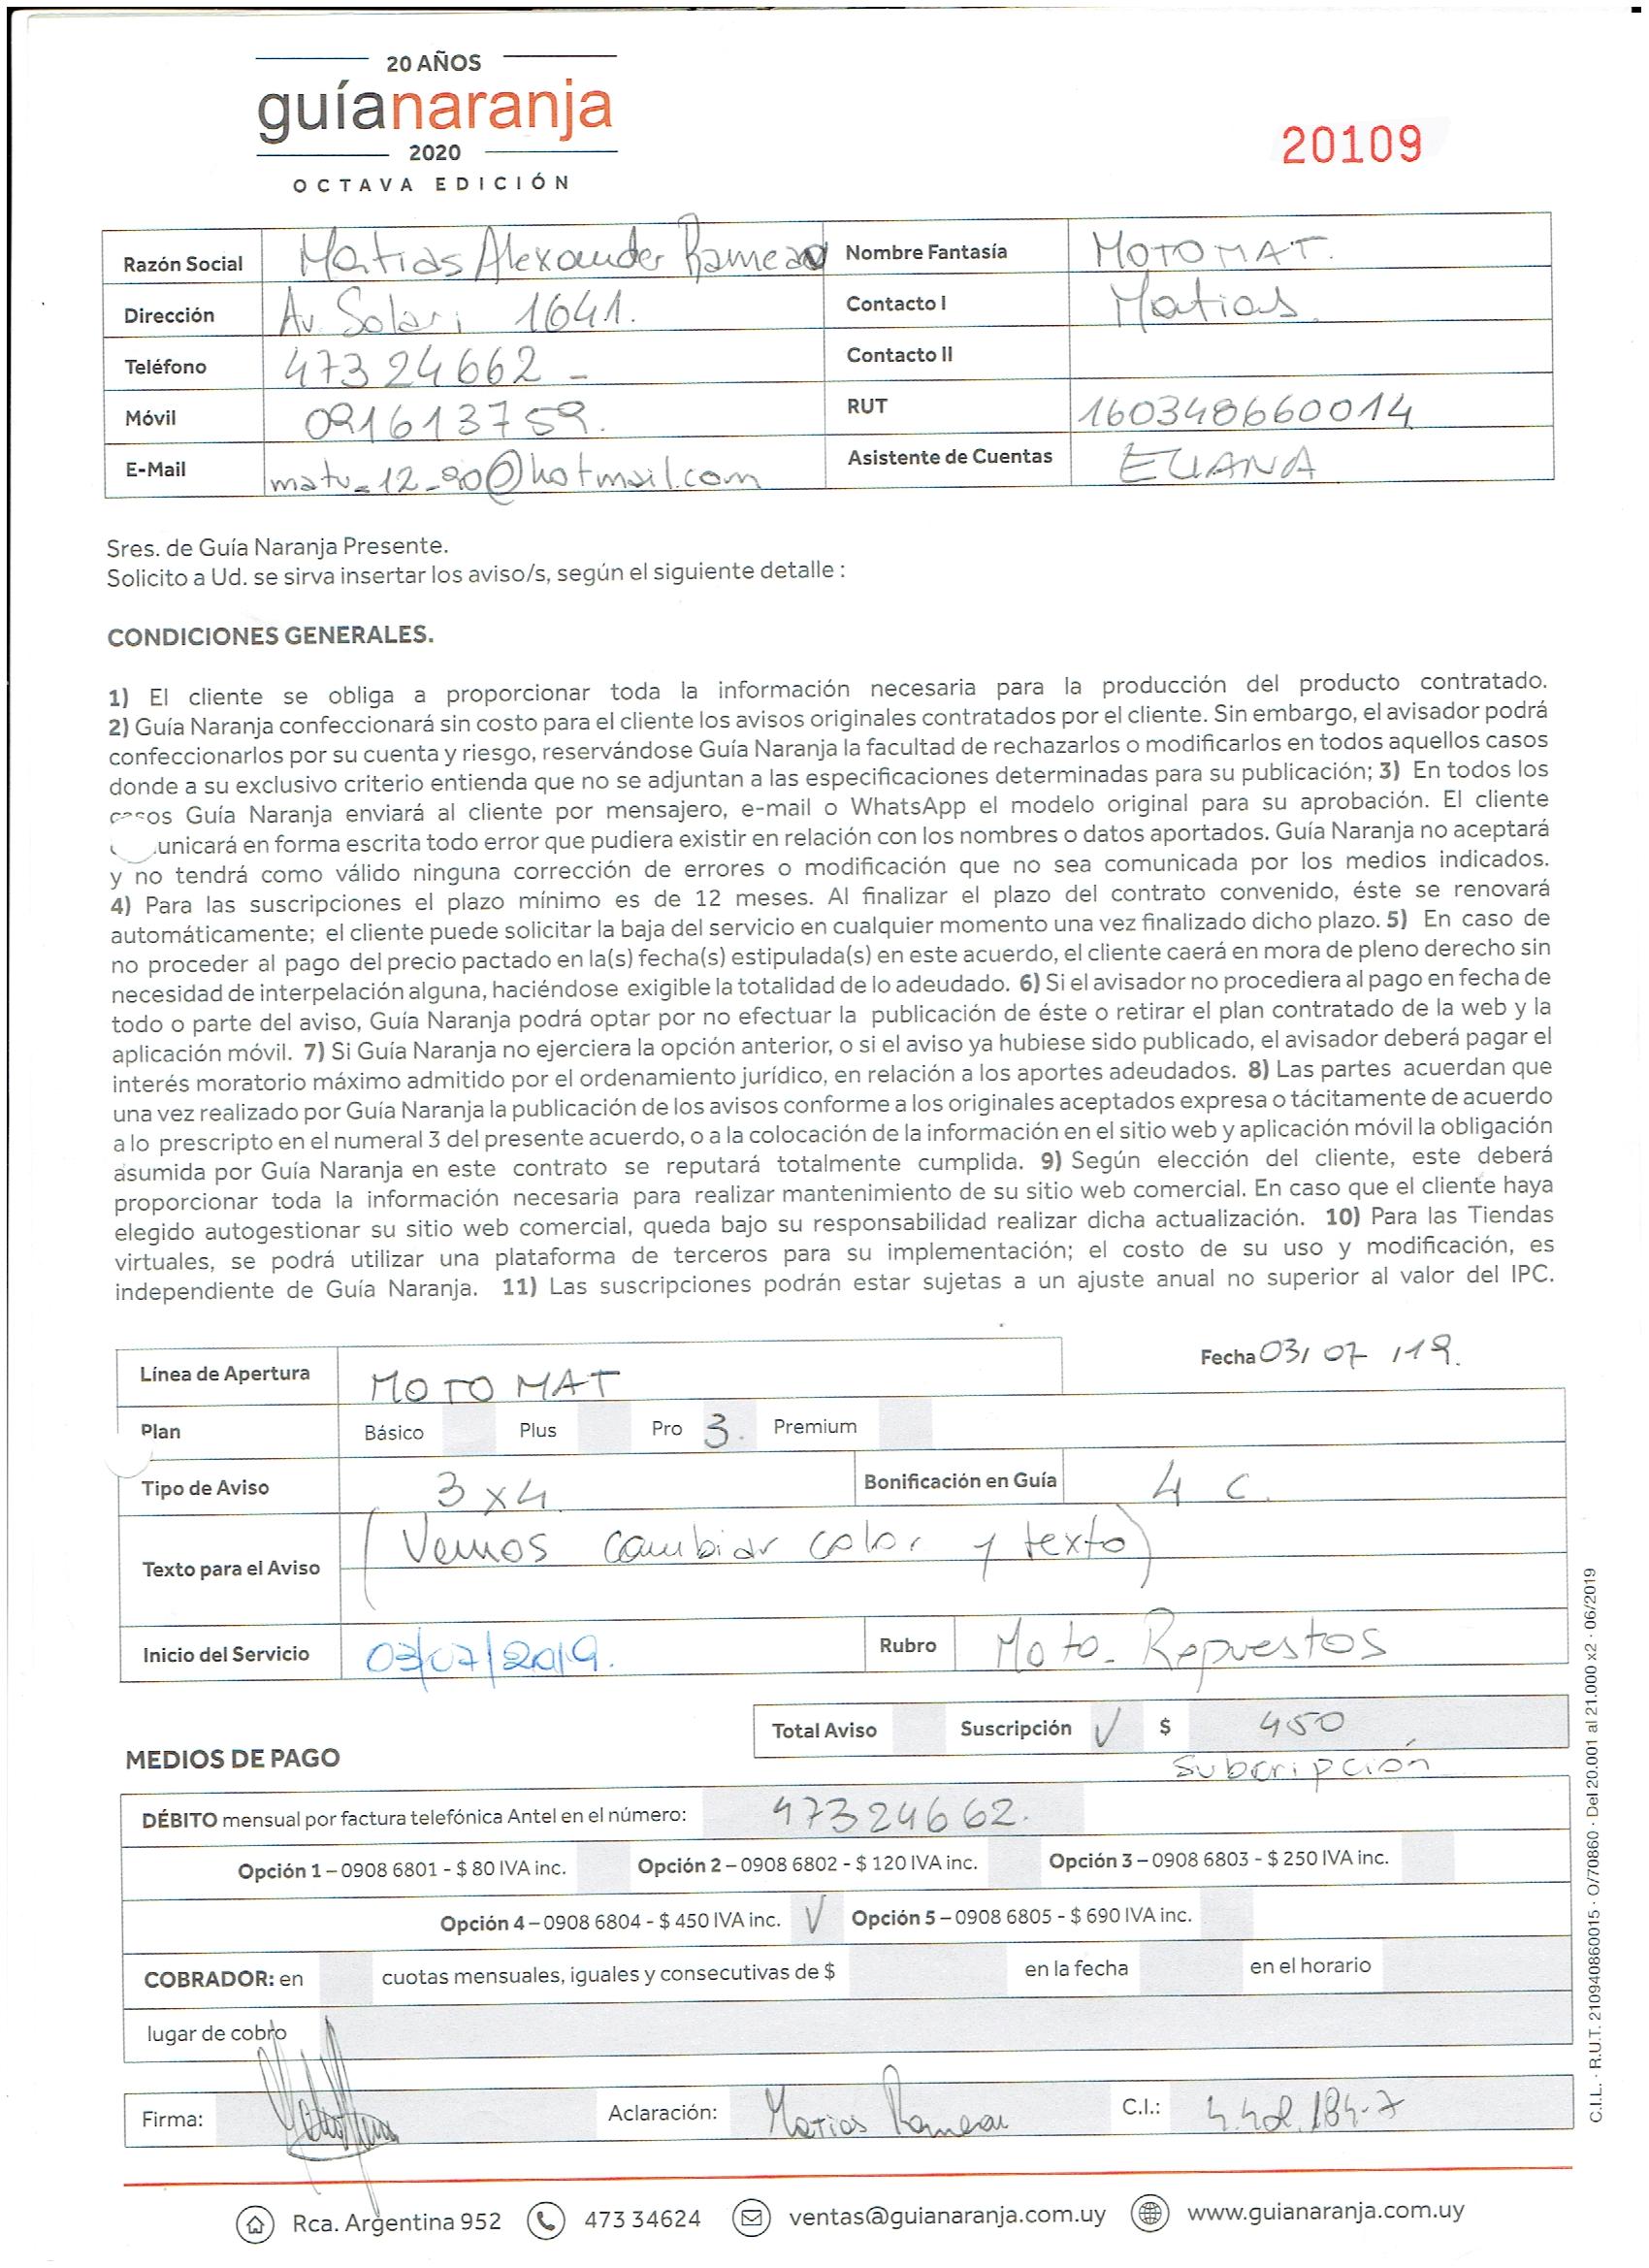 20 AÑOS
guíanaranja
2020
OCTAVA EDICIÓN
20109
Razón Social Matias Alexander Rameau Nombre Fantasía MOTOMAT.
Dirección Av. Solari 1641. Contacto I Matias.
Teléfono 47324662 - Contacto II
Móvil 091613759. RUT 160348660014
E-Mail matu_12_90@hotmail.com Asistente de Cuentas ELIANA
Sres. de Guía Naranja Presente.
Solicito a Ud. se sirva insertar los aviso/s, según el siguiente detalle :
CONDICIONES GENERALES.
1) El cliente se obliga a proporcionar toda la información necesaria para la producción del producto contratado.
2) Guía Naranja confeccionará sin costo para el cliente los avisos originales contratados por el cliente. Sin embargo, el avisador podrá
confeccionarlos por su cuenta y riesgo, reservándose Guía Naranja la facultad de rechazarlos o modificarlos en todos aquellos casos
donde a su exclusivo criterio entienda que no se adjuntan a las especificaciones determinadas para su publicación; 3) En todos los
casos Guía Naranja enviará al cliente por mensajero, e-mail o WhatsApp el modelo original para su aprobación. El cliente
unicará en forma escrita todo error que pudiera existir en relación con los nombres o datos aportados. Guía Naranja no aceptará
y no tendrá como válido ninguna corrección de errores o modificación que no sea comunicada por los medios indicados.
4) Para las suscripciones el plazo mínimo es de 12 meses. Al finalizar el plazo del contrato convenido, éste se renovará
automáticamente; el cliente puede solicitar la baja del servicio en cualquier momento una vez finalizado dicho plazo. 5) En caso de
no proceder al pago del precio pactado en la(s) fecha(s) estipulada(s) en este acuerdo, el cliente caerá en mora de pleno derecho sin
necesidad de interpelación alguna, haciéndose exigible la totalidad de lo adeudado. 6) Si el avisador no procediera al pago en fecha de
todo o parte del aviso, Guía Naranja podrá optar por no efectuar la publicación de éste o retirar el plan contratado de la web y la
aplicación móvil. 7) Si Guía Naranja no ejerciera la opción anterior, o si el aviso ya hubiese sido publicado, el avisador deberá pagar el
interés moratorio máximo admitido por el ordenamiento jurídico, en relación a los aportes adeudados. 8) Las partes acuerdan que
una vez realizado por Guía Naranja la publicación de los avisos conforme a los originales aceptados expresa o tácitamente de acuerdo
a lo prescripto en el numeral 3 del presente acuerdo, o a la colocación de la información en el sitio web y aplicación móvil la obligación
asumida por Guía Naranja en este contrato se reputará totalmente cumplida. 9) Según elección del cliente, este deberá
proporcionar toda la información necesaria para realizar mantenimiento de su sitio web comercial. En caso que el cliente haya
elegido autogestionar su sitio web comercial, queda bajo su responsabilidad realizar dicha actualización. 10) Para las Tiendas
virtuales, se podrá utilizar una plataforma de terceros para su implementación; el costo de su uso y modificación, es
independiente de Guía Naranja. 11) Las suscripciones podrán estar sujetas a un ajuste anual no superior al valor del IPC.
Línea de Apertura MOTO MAT Fecha 03/ 07 /19.
Plan Básico Plus Pro 3. Premium
Tipo de Aviso 3 x 4. Bonificación en Guía 4 c.
Texto para el Aviso (Vemos cambiar color y texto)
Inicio del Servicio 03/07/2019. Rubro Moto - Repuestos
Total Aviso Suscripción √ $ 450
Subcripción
MEDIOS DE PAGO
DÉBITO mensual por factura telefónica Antel en el número: 47324662.
Opción 1 – 0908 6801 - $ 80 IVA inc. Opción 2 – 0908 6802 - $ 120 IVA inc. Opción 3 – 0908 6803 - $ 250 IVA inc.
Opción 4 – 0908 6804 - $ 450 IVA inc. √ Opción 5 – 0908 6805 - $ 690 IVA inc.
COBRADOR: en cuotas mensuales, iguales y consecutivas de $ en la fecha en el horario
lugar de cobro
Firma: Aclaración: Matias Rameau C.I.: 4.402.184-7
Rca. Argentina 952 473 34624 ventas@guianaranja.com.uy www.guianaranja.com.uy
C.I.L. · R.U.T. 210940860015 · O/70860 · Del 20.001 al 21.000 x2 · 06/2019